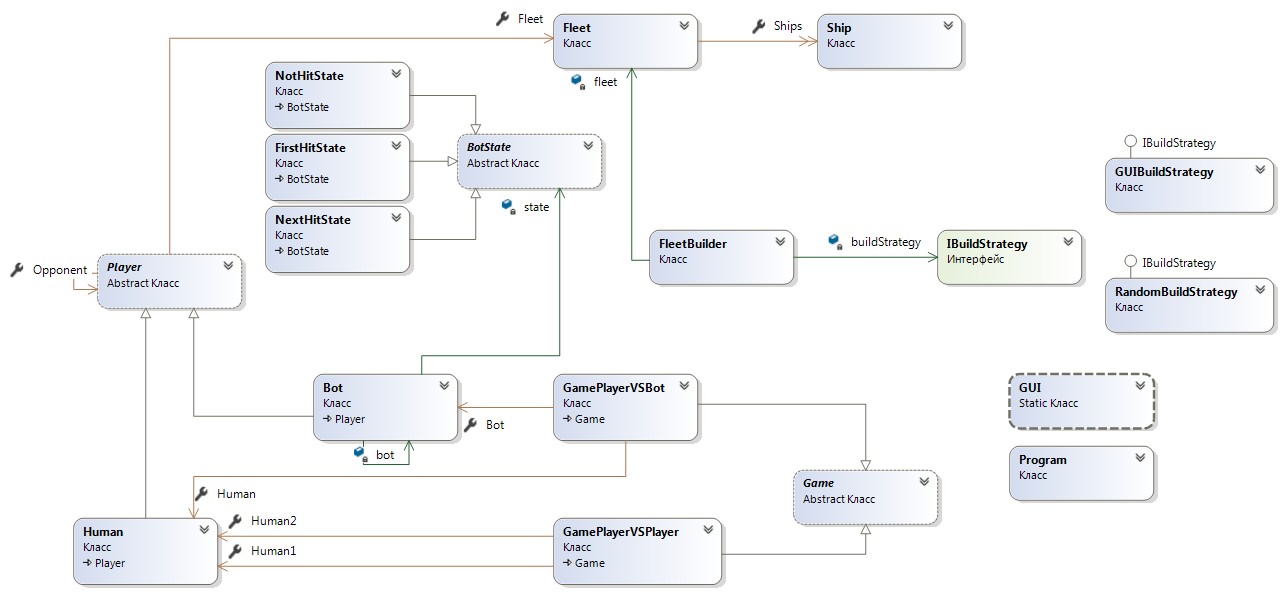 Fleet
Fleet
Класс
Ships
Ship
Класс
fleet
NotHitState
Класс
BotState
FirstHitState
Класс
BotState
NextHitState
Класс
BotState
BotState
Abstract Класс
state
IBuildStrategy
GUIBuildStrategy
Класс
FleetBuilder
Класс
buildStrategy
IBuildStrategy
Интерфейс
IBuildStrategy
RandomBuildStrategy
Класс
Opponent
Player
Abstract Класс
Bot
Класс
Player
bot
GamePlayerVSBot
Класс
Game
Bot
GUI
Static Класс
Program
Класс
Game
Abstract Класс
Human
Human2
Human1
Human
Класс
Player
GamePlayerVSPlayer
Класс
Game